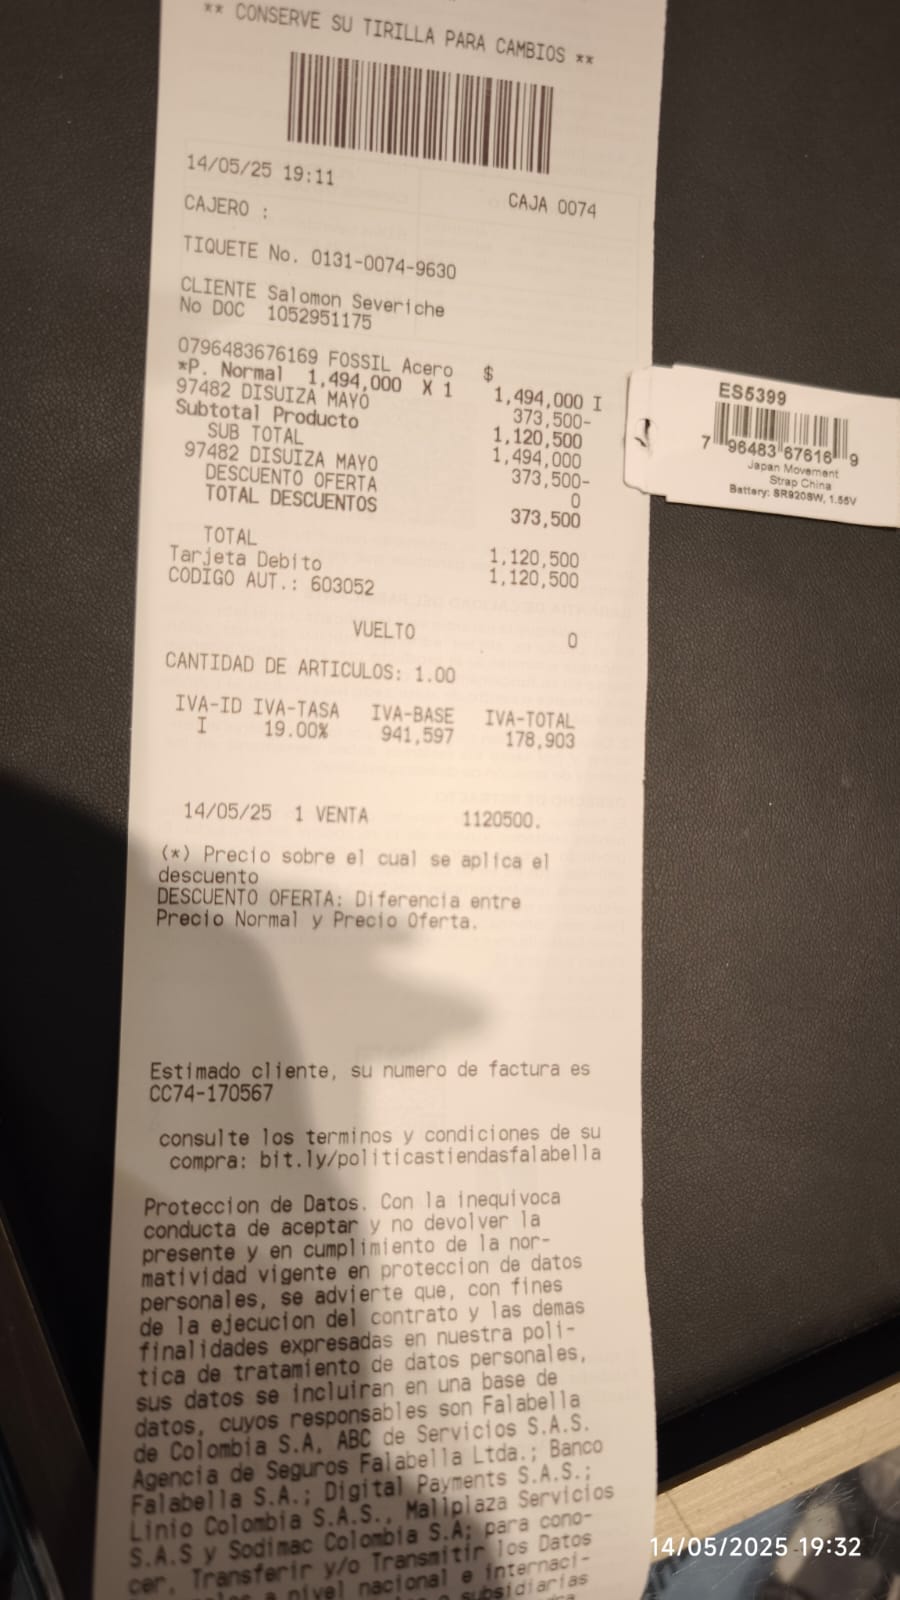 ** CONSERVE SU TIRILLA PARA CAMBIOS **
14/05/25 19:11
CAJA 0074
CAJERO :
TIQUETE No. 0131-0074-9630
CLIENTE Salomon Severiche
No DOC 1052951175
0796483676169 FOSSIL Acero $
*P. Normal 1,494,000 X 1 1,494,000 I
97482 DISUIZA MAYO 373,500-
Subtotal Producto 1,120,500
SUB TOTAL 1,494,000
97482 DISUIZA MAYO 373,500-
DESCUENTO OFERTA 0
TOTAL DESCUENTOS 373,500
TOTAL 1,120,500
Tarjeta Debito 1,120,500
CODIGO AUT.: 603052
VUELTO 0
CANTIDAD DE ARTICULOS: 1.00
IVA-ID IVA-TASA IVA-BASE IVA-TOTAL
I 19.00% 941,597 178,903
14/05/25 1 VENTA 1120500.
(*) Precio sobre el cual se aplica el
descuento
DESCUENTO OFERTA: Diferencia entre
Precio Normal y Precio Oferta.
Estimado cliente, su numero de factura es
CC74-170567
consulte los terminos y condiciones de su
compra: bit.ly/politicastiendasfalabella
Proteccion de Datos. Con la inequivoca
conducta de aceptar y no devolver la
presente y en cumplimiento de la nor-
matividad vigente en proteccion de datos
personales, se advierte que, con fines
de la ejecucion del contrato y las demas
finalidades expresadas en nuestra poli-
tica de tratamiento de datos personales,
sus datos se incluiran en una base de
datos, cuyos responsables son Falabella
de Colombia S.A, ABC de Servicios S.A.S.
Agencia de Seguros Falabella Ltda.; Banco
Falabella S.A.; Digital Payments S.A.S.;
Linio Colombia S.A.S., Mallplaza Servicios
S.A.S y Sodimac Colombia S.A; para cono-
cer, Transferir y/o Transmitir los Datos
a nivel nacional e internaci-
subsidiarias
ES5399
7 96483 67616 9
Japan Movement
Strap China
Battery: SR920SW, 1.55V
14/05/2025 19:32